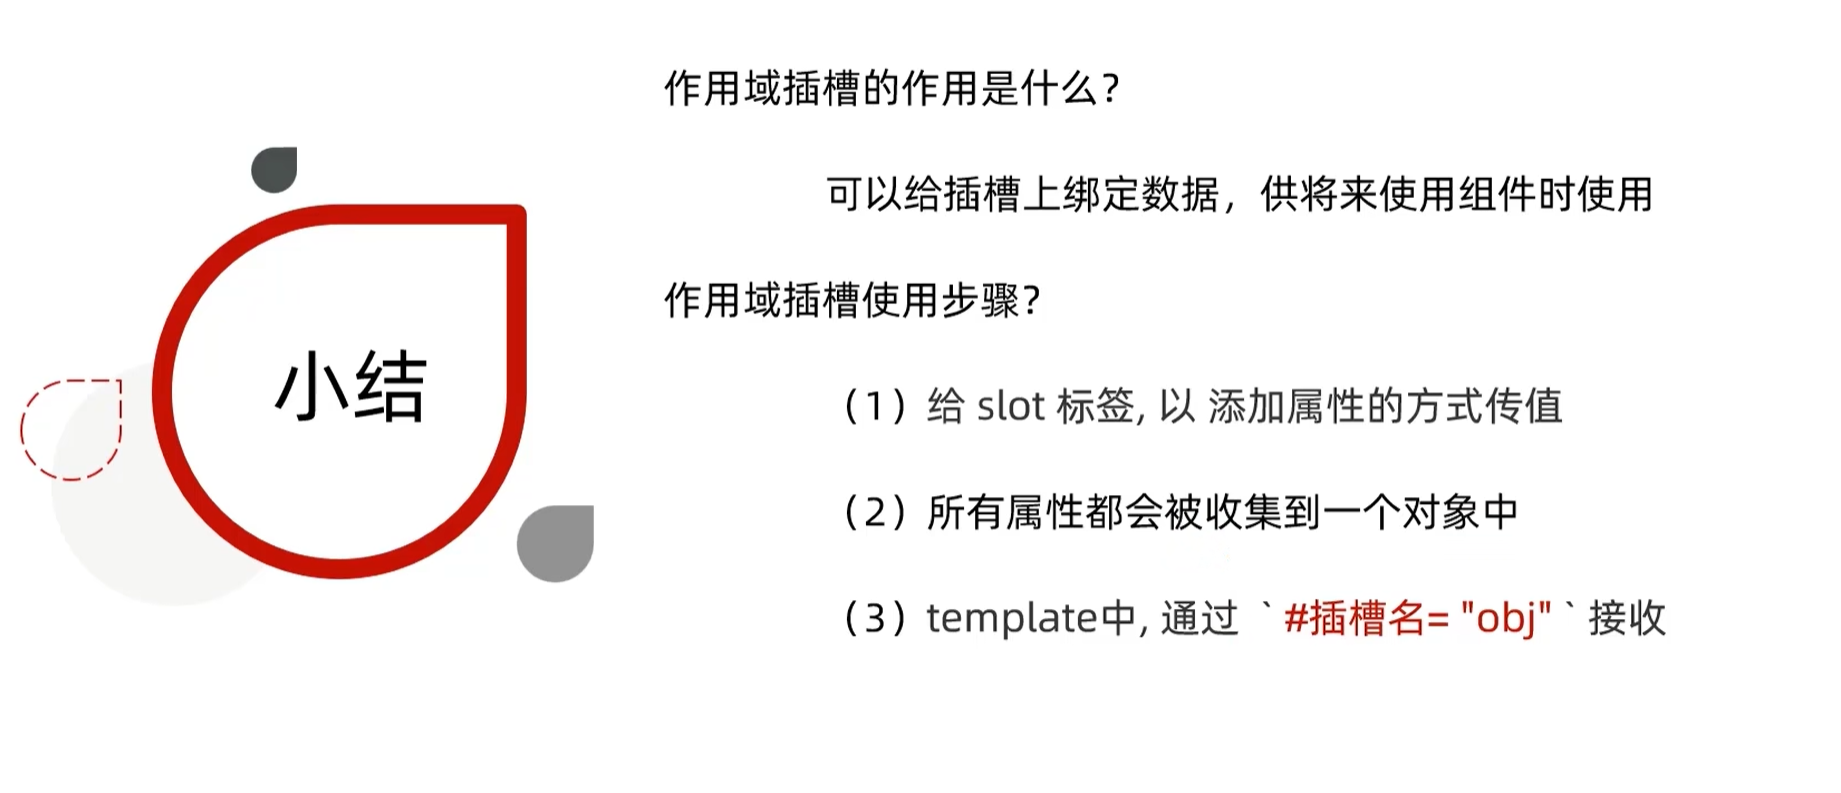 小结
作用域插槽的作用是什么？
可以给插槽上绑定数据，供将来使用组件时使用
作用域插槽使用步骤？
（1）给 slot 标签, 以 添加属性的方式传值
（2）所有属性都会被收集到一个对象中
（3）template中, 通过 `#插槽名= "obj"` 接收